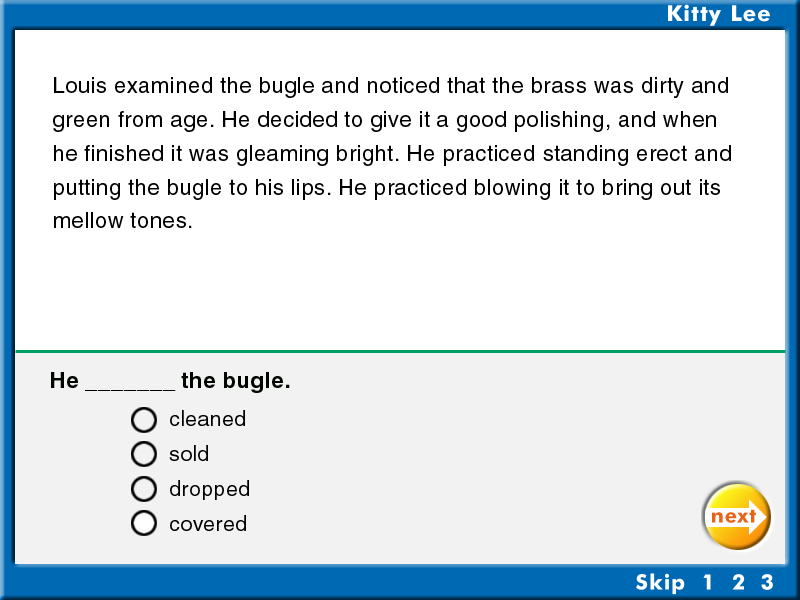 Kitty Lee
Louis examined the bugle and noticed that the brass was dirty and
green from age. He decided to give it a good polishing, and when
he finished it was gleaming bright. He practiced standing erect and
putting the bugle to his lips. He practiced blowing it to bring out its
mellow tones.
He _______ the bugle.
cleaned
sold
dropped
covered
next
Skip 1 2 3